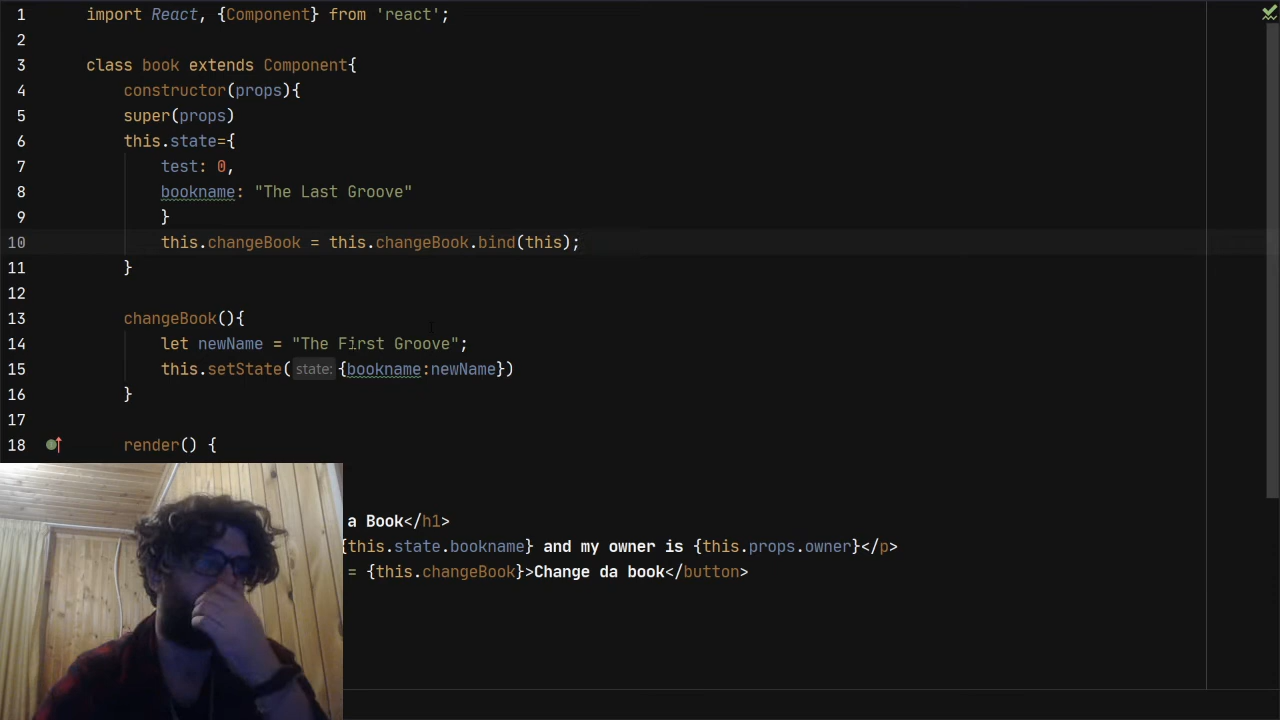 1 import React, {Component} from 'react';
2
3 class book extends Component{
4 constructor(props){
5 super(props)
6 this.state={
7 test: 0,
8 bookname: "The Last Groove"
9 }
10 this.changeBook = this.changeBook.bind(this);
11 }
12
13 changeBook(){
14 let newName = "The First Groove";
15 this.setState( state: {bookname:newName})
16 }
17
18 render() {
a Book</h1>
{this.state.bookname} and my owner is {this.props.owner}</p>
= {this.changeBook}>Change da book</button>